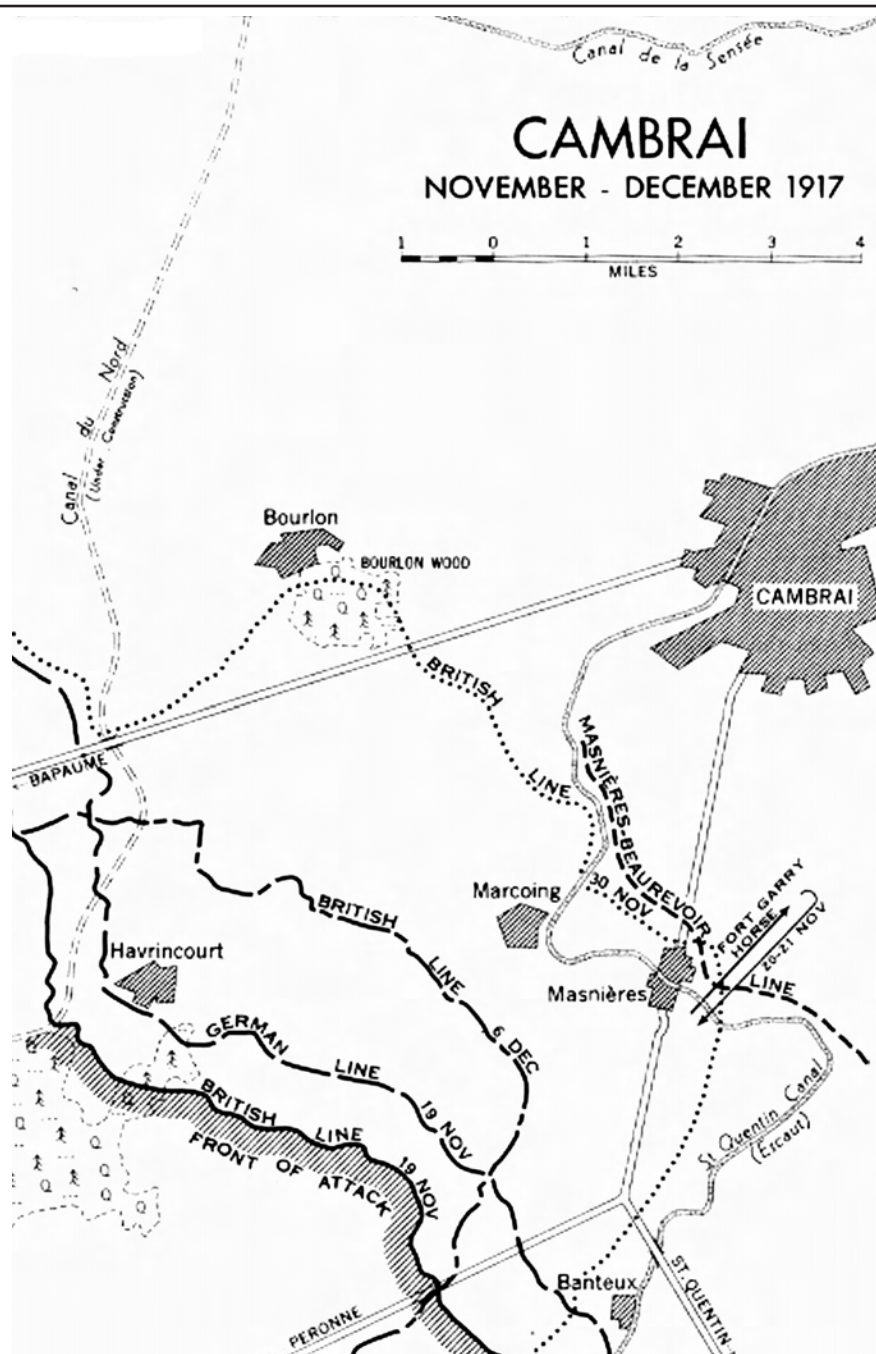 Canal de la Sensée
CAMBRAI
NOVEMBER - DECEMBER 1917
1 0 1 2 3 4
MILES
Canal du Nord
(Under Construction)
Bourlon
BOURLON WOOD
CAMBRAI
BRITISH LINE 30 NOV
BAPAUME
MASNIÈRES-BEAUREVOIR LINE
Marcoing
FORT GARRY
HORSE
20-21 NOV
BRITISH LINE 6 DEC
Havrincourt
Masnières
GERMAN LINE 19 NOV
BRITISH LINE 19 NOV
FRONT OF ATTACK
St Quentin Canal
(Escaut)
Banteux
ST. QUENTIN
PERONNE